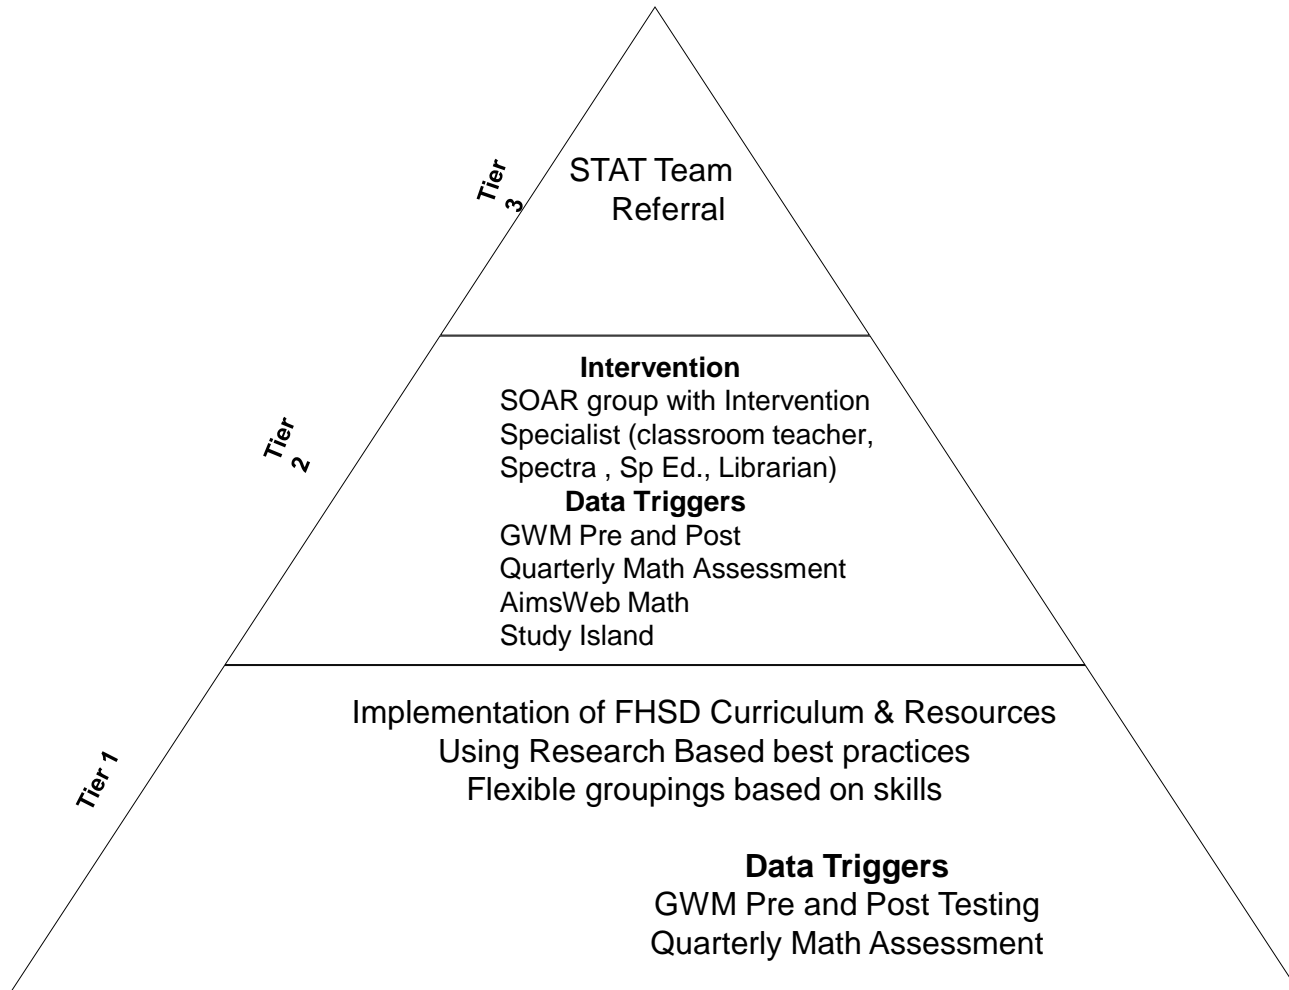 Tier
3
STAT Team
Referral
Tier
2
Intervention
SOAR group with Intervention
Specialist (classroom teacher,
Spectra , Sp Ed., Librarian)
Data Triggers
GWM Pre and Post
Quarterly Math Assessment
AimsWeb Math
Study Island
Tier 1
Implementation of FHSD Curriculum & Resources
Using Research Based best practices
Flexible groupings based on skills
Data Triggers
GWM Pre and Post Testing
Quarterly Math Assessment